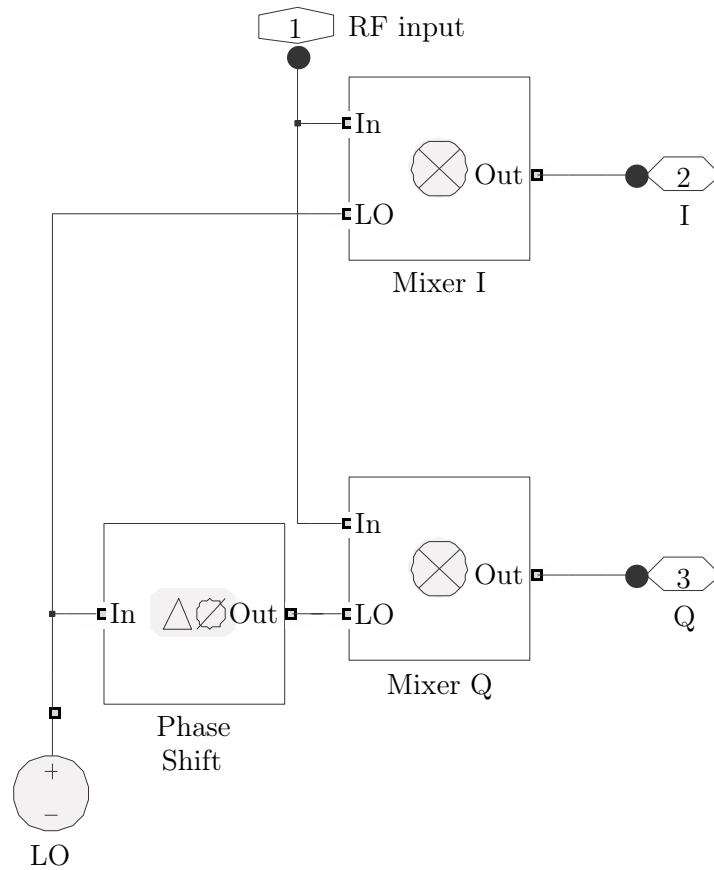 1 RF input
In
Out
LO
2
I
Mixer I
In
Out
LO
3
Q
Mixer Q
In
Out
Phase
Shift
+
−
LO